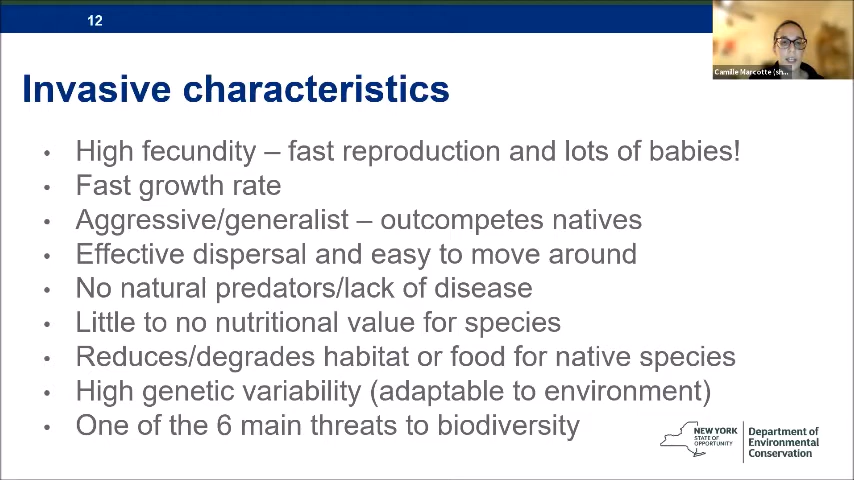 12
Camille Marcotte (sh...
Invasive characteristics
• High fecundity – fast reproduction and lots of babies!
• Fast growth rate
• Aggressive/generalist – outcompetes natives
• Effective dispersal and easy to move around
• No natural predators/lack of disease
• Little to no nutritional value for species
• Reduces/degrades habitat or food for native species
• High genetic variability (adaptable to environment)
• One of the 6 main threats to biodiversity
NEW YORK
STATE OF
OPPORTUNITY
Department of
Environmental
Conservation